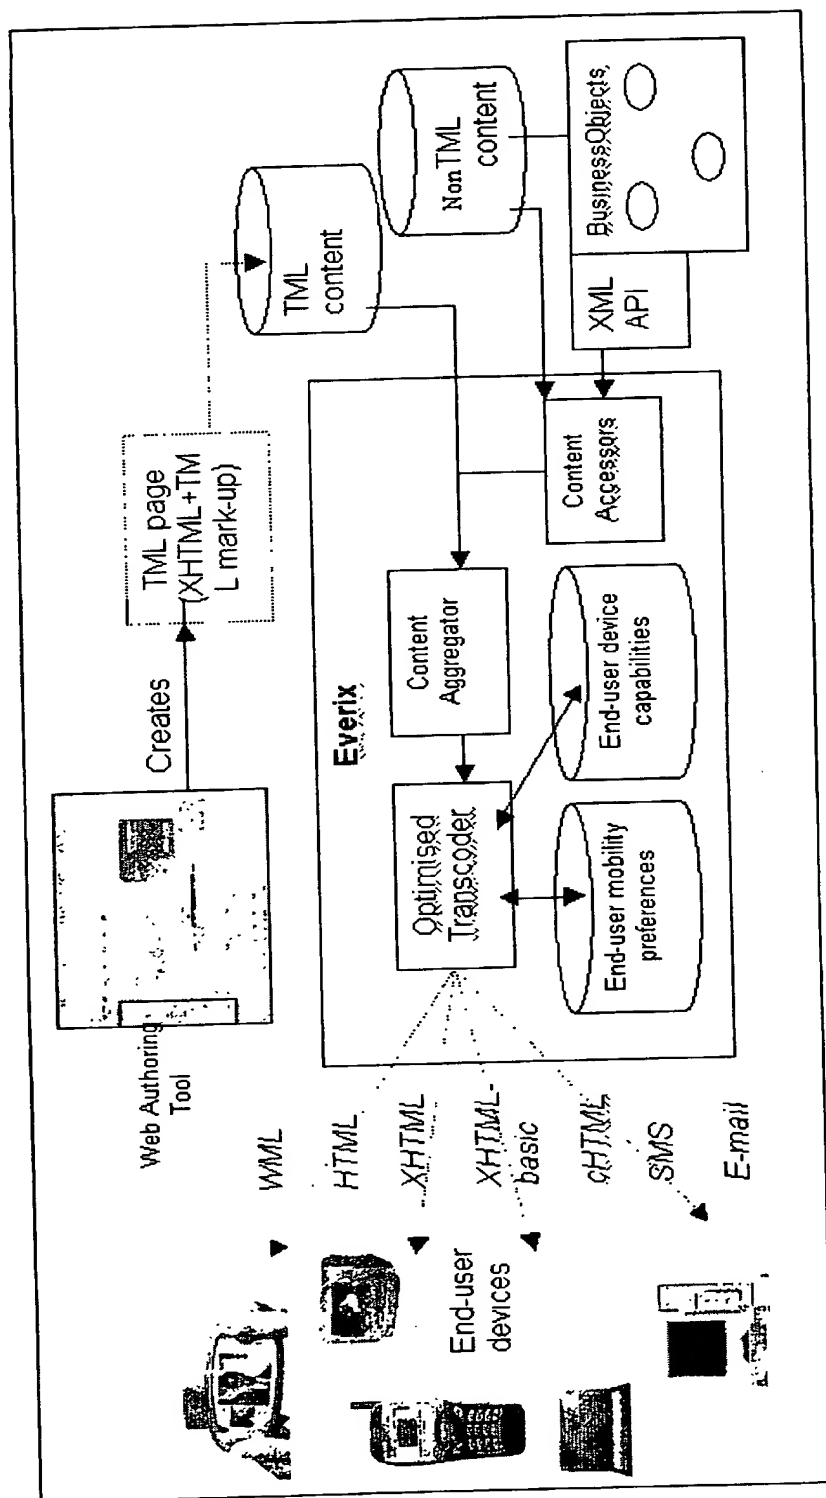 Web Authoring
Tool
Creates
TML page
(XHTML+TM
L mark-up)
TML
content
NonTML
content
BusinessObjects
XML
API
Everix
Content
Accessors
Content
Aggregator
Optimised
Transcoder
End-user device
capabilities
End-user mobility
preferences
WML
HTML
XHTML
XHTML-
basic
cHTML
SMS
E-mail
End-user
devices